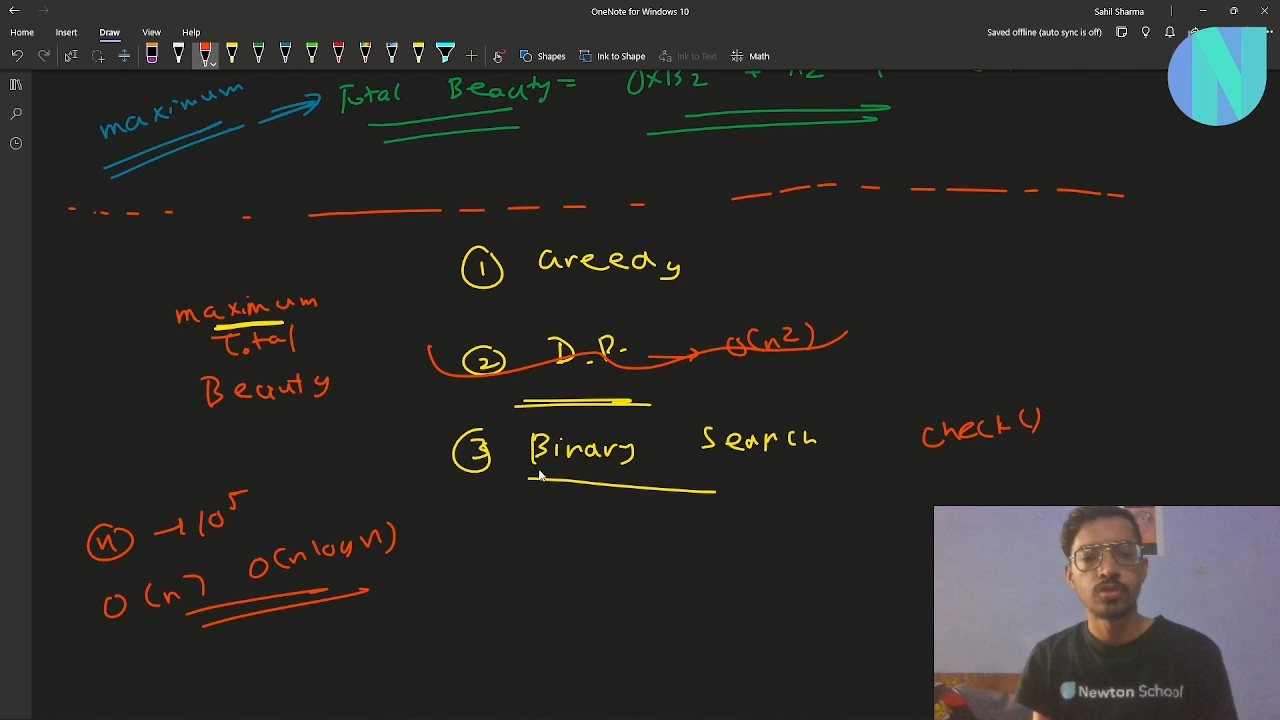 OneNote for Windows 10
Sahil Sharma
Home Insert Draw View Help
Saved offline (auto sync is off)
Shapes Ink to Shape Ink to Text Math
maximum Total Beauty =
① Greedy
maximum
Total
Beauty
② D.P. → O(n2)
③ Binary Search
check()
n → 10^5
O(n) O(nlogn)
Newton School